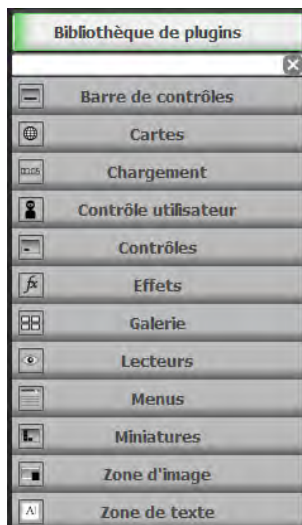 Bibliothèque de plugins
Barre de contrôles
Cartes
Chargement
Contrôle utilisateur
Contrôles
Effets
Galerie
Lecteurs
Menus
Miniatures
Zone d'image
Zone de texte